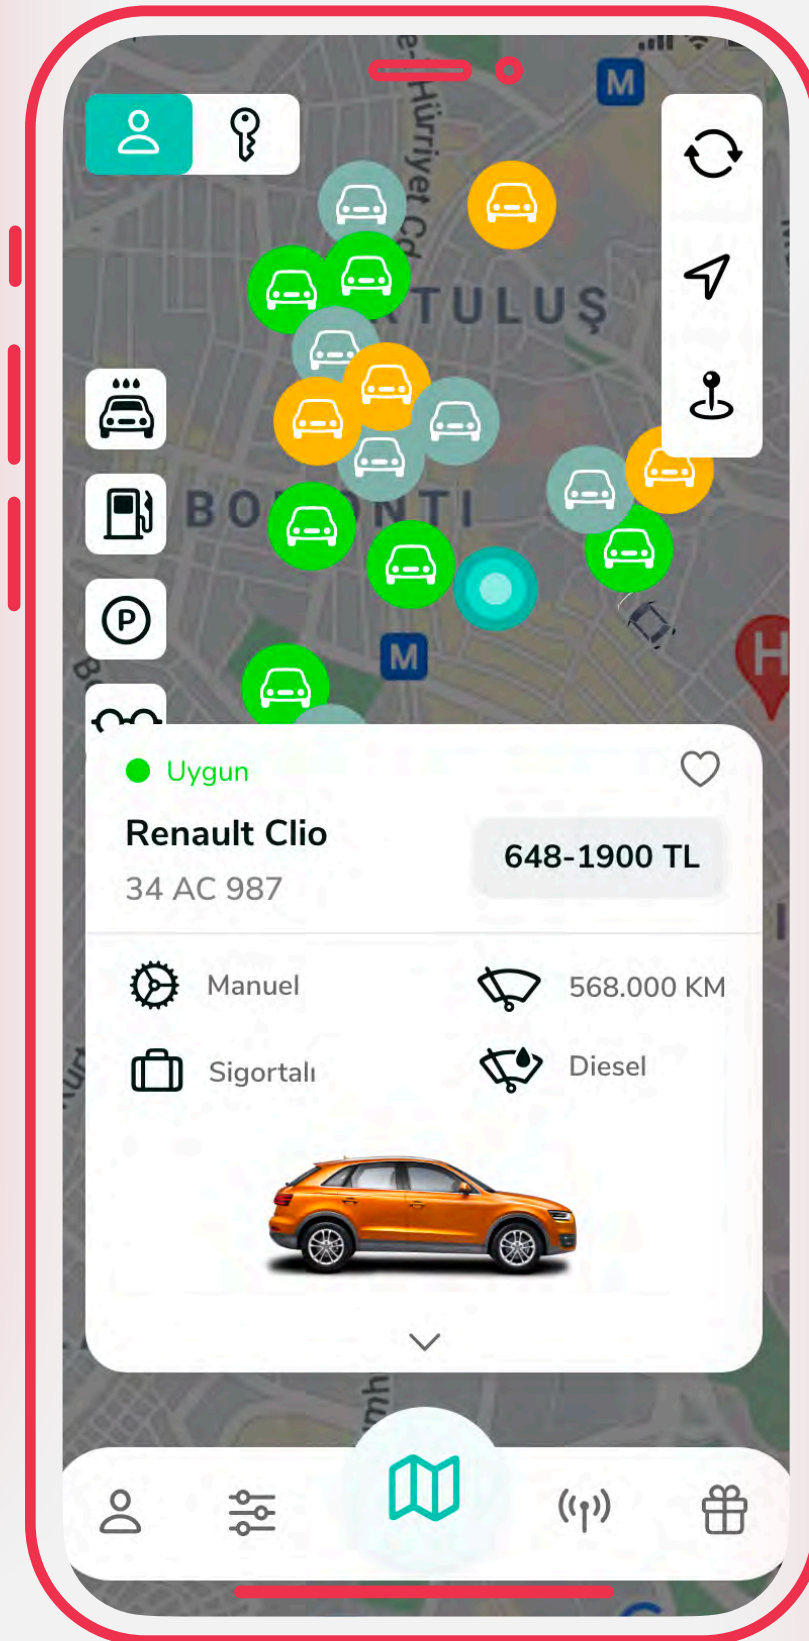 M
Hürriyet Cd
TULUŞ
BO
NTI
P
M
H
Uygun
Renault Clio
648-1900 TL
34 AC 987
Manuel
568.000 KM
Sigortalı
Diesel